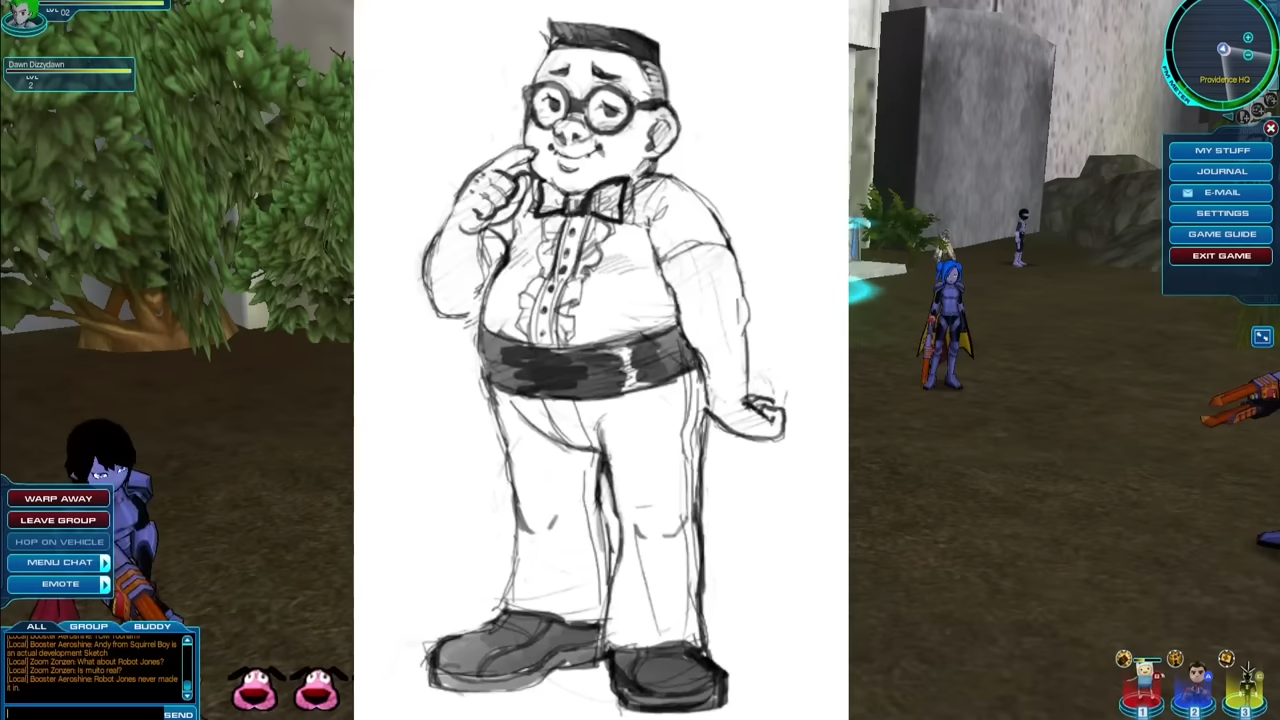 LVL 02
Dawn Dizzydawn
LVL
2
Providence HQ
MY STUFF
JOURNAL
E-MAIL
SETTINGS
GAME GUIDE
EXIT GAME
WARP AWAY
LEAVE GROUP
HOP ON VEHICLE
MENU CHAT
EMOTE
ALL GROUP BUDDY
[Local] Booster Aeroshine:
[Local] Booster Aeroshine: Andy from Squirrel Boy is
an actual development Sketch
[Local] Zoom Zonzen: What about Robot Jones?
[Local] Zoom Zonzen: Is muito real?
[Local] Booster Aeroshine: Robot Jones never made
it in.
SEND
1 2 3